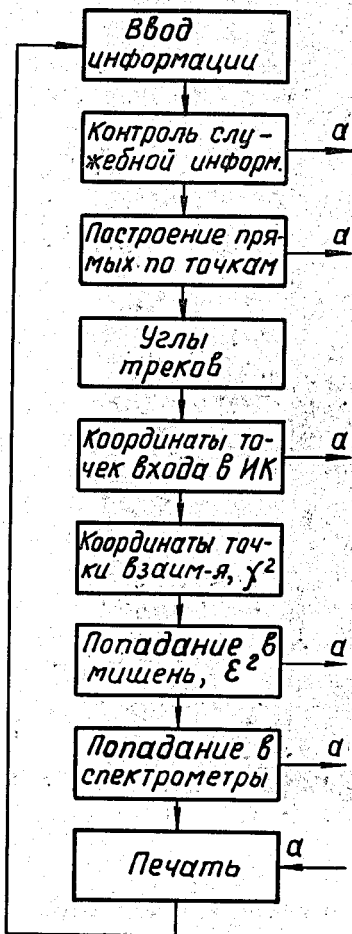 Ввод
информации
Контроль слу-
жебной информ.
а
Построение пря-
мых по точкам
а
Углы
треков
Координаты то-
чек входа в ИК
а
Координаты точ-
ки взаим-я, χ²
Попадание в
мишень, ε²
а
Попадание в
спектрометры
а
Печать
а